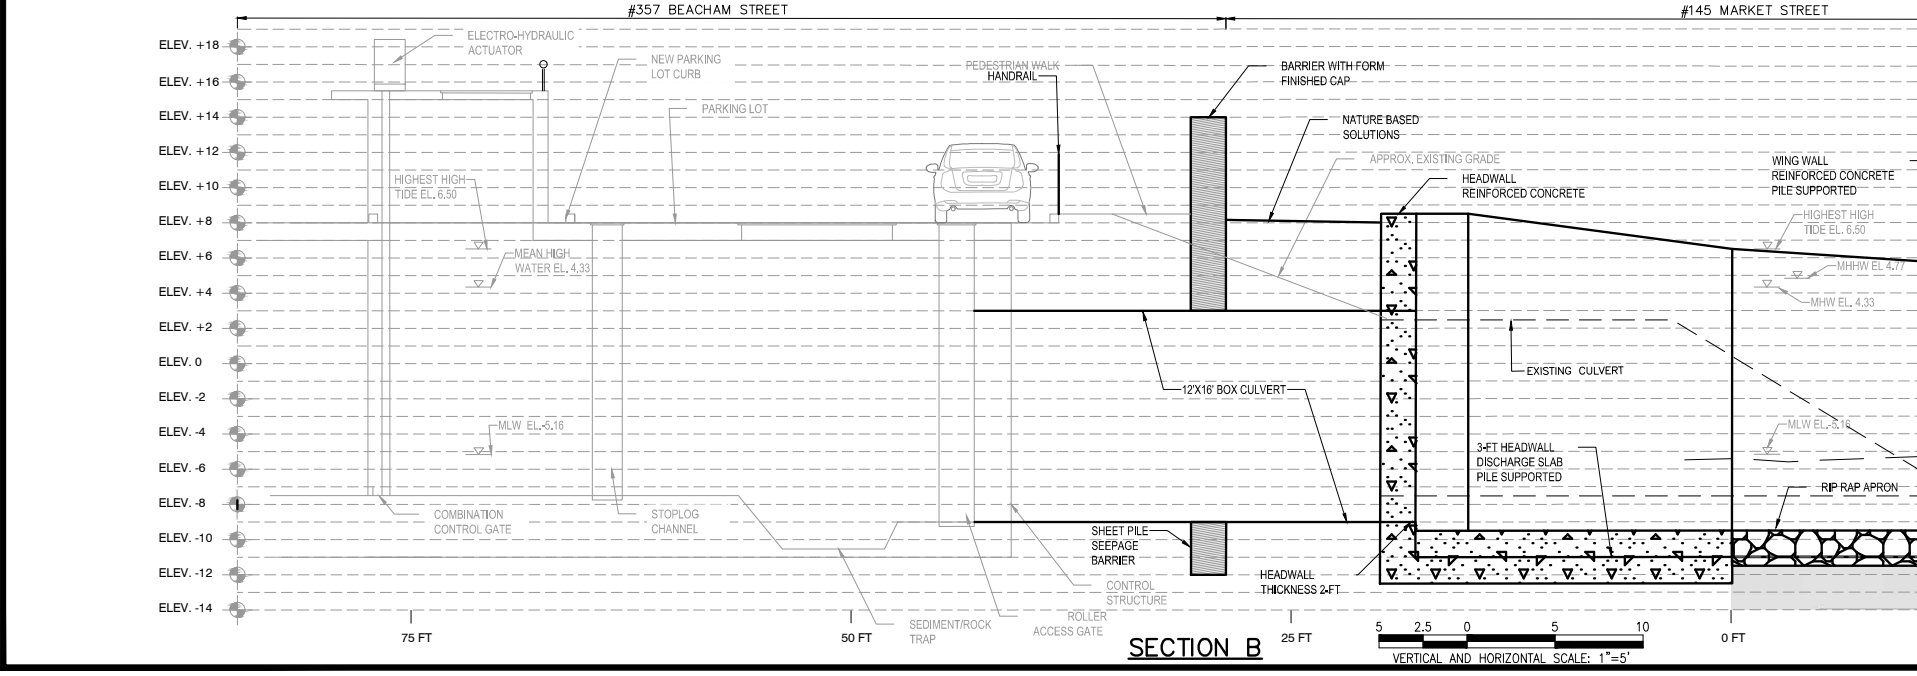 #357 BEACHAM STREET
#145 MARKET STREET
ELEV. +18
ELEV. +16
ELEV. +14
ELEV. +12
ELEV. +10
ELEV. +8
ELEV. +6
ELEV. +4
ELEV. +2
ELEV. 0
ELEV. -2
ELEV. -4
ELEV. -6
ELEV. -8
ELEV. -10
ELEV. -12
ELEV. -14
ELECTRO-HYDRAULIC
ACTUATOR
NEW PARKING
LOT CURB
PARKING LOT
HIGHEST HIGH
TIDE EL. 6.50
MEAN HIGH
WATER EL. 4.33
MLW EL.-5.16
COMBINATION
CONTROL GATE
STOPLOG
CHANNEL
SEDIMENT/ROCK
TRAP
ROLLER
ACCESS GATE
CONTROL
STRUCTURE
PEDESTRIAN WALK
HANDRAIL
BARRIER WITH FORM
FINISHED CAP
NATURE BASED
SOLUTIONS
APPROX. EXISTING GRADE
HEADWALL
REINFORCED CONCRETE
WING WALL
REINFORCED CONCRETE
PILE SUPPORTED
HIGHEST HIGH
TIDE EL. 6.50
MHHW EL 4.77
MHW EL. 4.33
EXISTING CULVERT
12'X16' BOX CULVERT
MLW EL.-5.16
3-FT HEADWALL
DISCHARGE SLAB
PILE SUPPORTED
RIP RAP APRON
SHEET PILE
SEEPAGE
BARRIER
HEADWALL
THICKNESS 2-FT
75 FT
50 FT
25 FT
0 FT
SECTION B
5 2.5 0 5 10
VERTICAL AND HORIZONTAL SCALE: 1"=5'